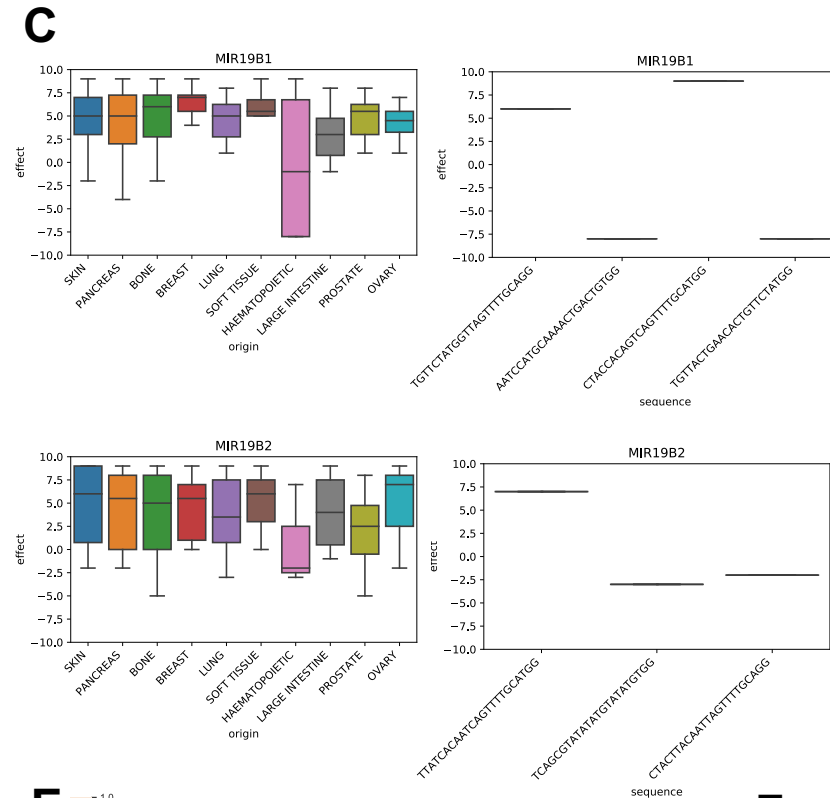 C
MIR19B1
10.0
7.5
5.0
2.5
0.0
−2.5
−5.0
−7.5
−10.0
effect
SKIN
PANCREAS
BONE
BREAST
LUNG
SOFT TISSUE
HAEMATOPOIETIC
LARGE INTESTINE
PROSTATE
OVARY
origin
MIR19B1
10.0
7.5
5.0
2.5
0.0
−2.5
−5.0
−7.5
−10.0
effect
TGTTCTATGGTTAGTTTTGCAGG
AATCCATGCAAAACTGACTGTGG
CTACCACAGTCAGTTTTGCATGG
TGTTACTGAACACTGTTCTATGG
sequence
MIR19B2
10.0
7.5
5.0
2.5
0.0
−2.5
−5.0
−7.5
−10.0
effect
SKIN
PANCREAS
BONE
BREAST
LUNG
SOFT TISSUE
HAEMATOPOIETIC
LARGE INTESTINE
PROSTATE
OVARY
origin
MIR19B2
10.0
7.5
5.0
2.5
0.0
−2.5
−5.0
−7.5
−10.0
effect
TTATCACAATCAGTTTTGCATGG
TCAGCGTATATATGTATATGTGG
CTACTTACAATTAGTTTTGCAGG
sequence
1.0